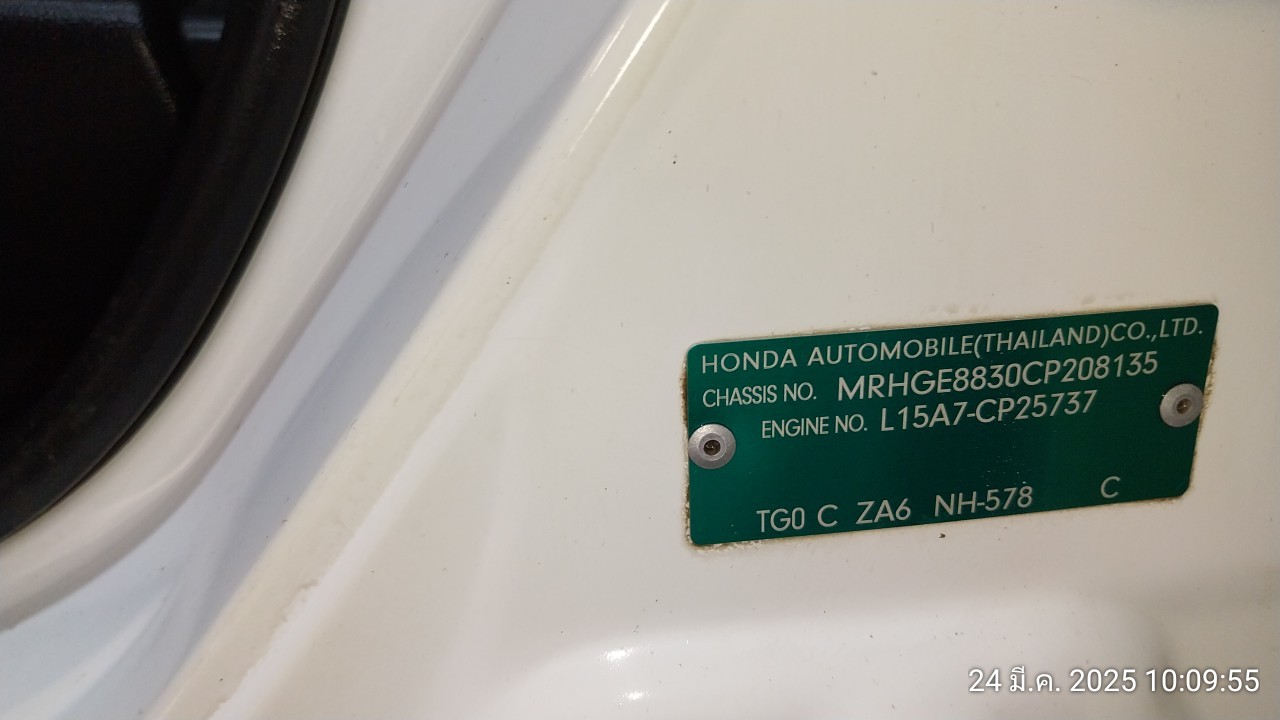 HONDA AUTOMOBILE(THAILAND)CO.,LTD.
CHASSIS NO. MRHGE8830CP208135
ENGINE NO. L15A7-CP25737
TG0 C ZA6 NH-578 C
24 มี.ค. 2025 10:09:55